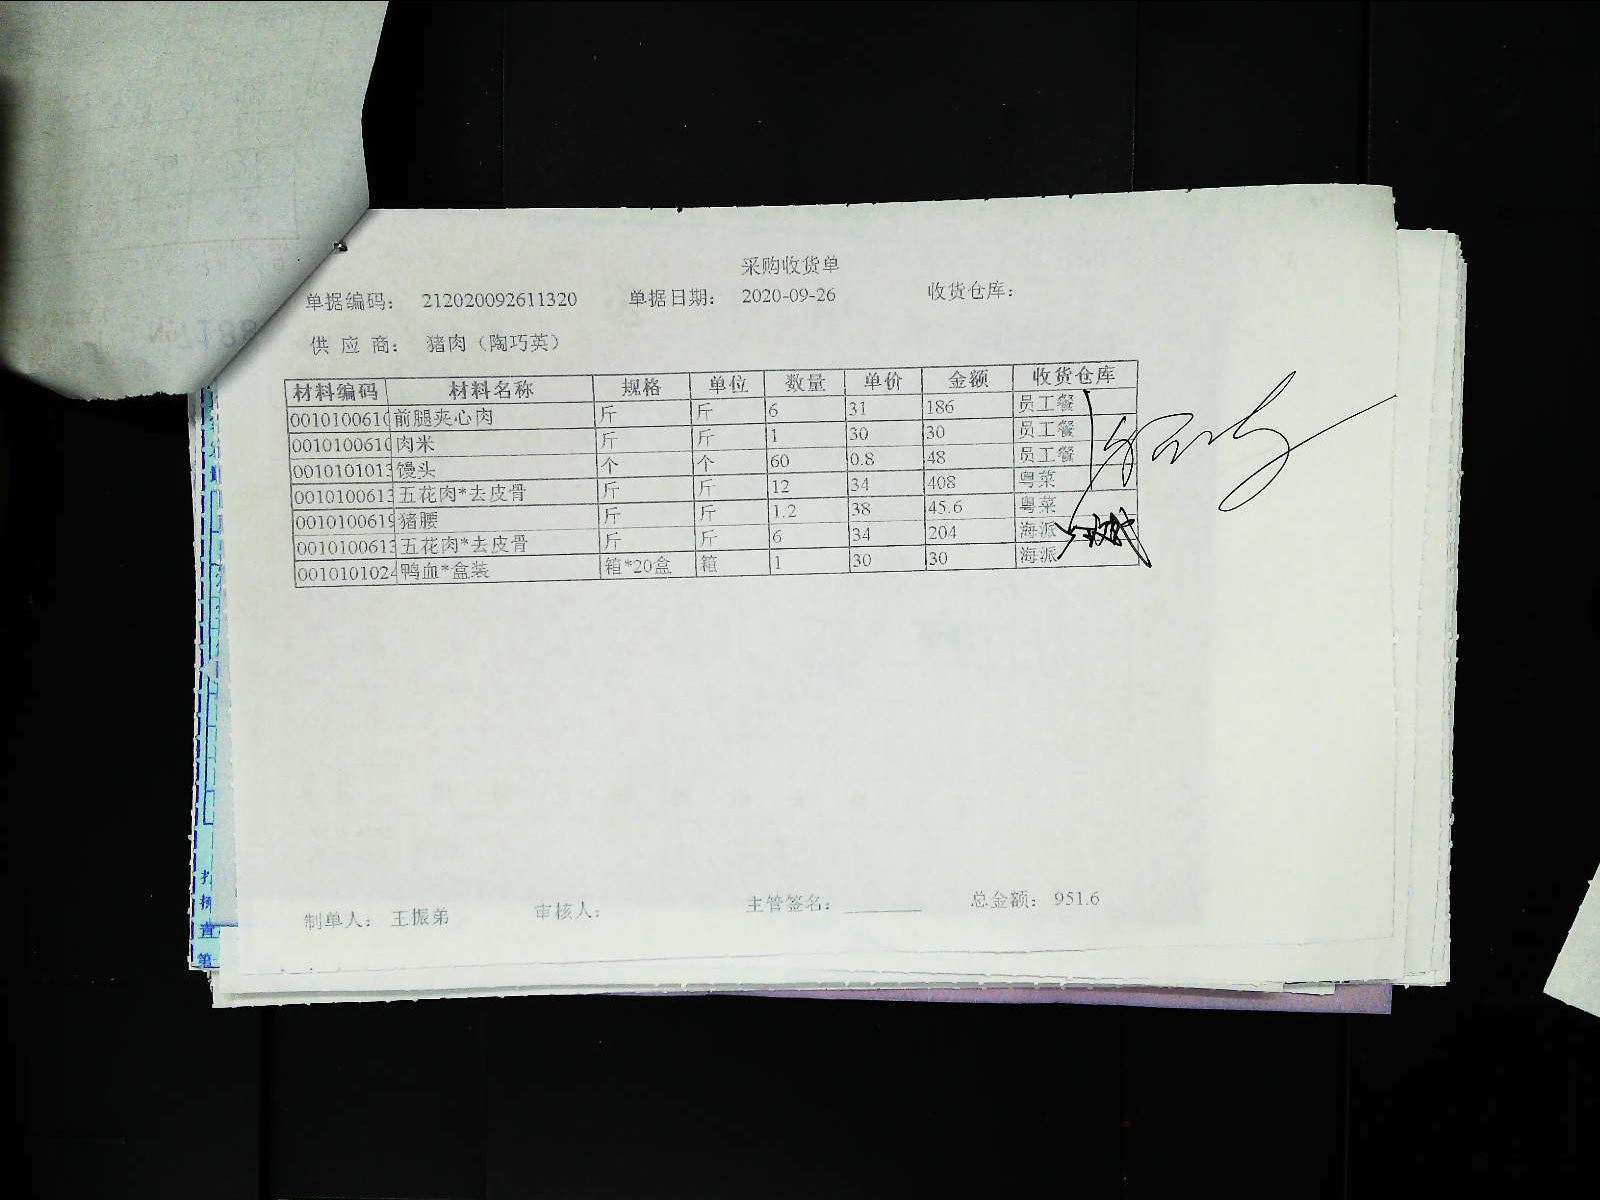 采购收货单
单据编码： 212020092611320 单据日期： 2020-09-26 收货仓库：
供 应 商： 猪肉（陶巧英）
材料编码 材料名称 规格 单位 数量 单价 金额 收货仓库
001010061 前腿夹心肉 斤 斤 6 31 186 员工餐
001010061 肉米 斤 斤 1 30 30 员工餐
001010101 馒头 个 个 60 0.8 48 员工餐
001010061 五花肉*去皮骨 斤 斤 12 34 408 粤菜
001010061 猪腰 斤 斤 1.2 38 45.6 粤菜
001010061 五花肉*去皮骨 斤 斤 6 34 204 海派
001010102 鸭血*盒装 箱*20盒 箱 1 30 30 海派
制单人： 王振弟 审核人： 主管签名： 总金额： 951.6